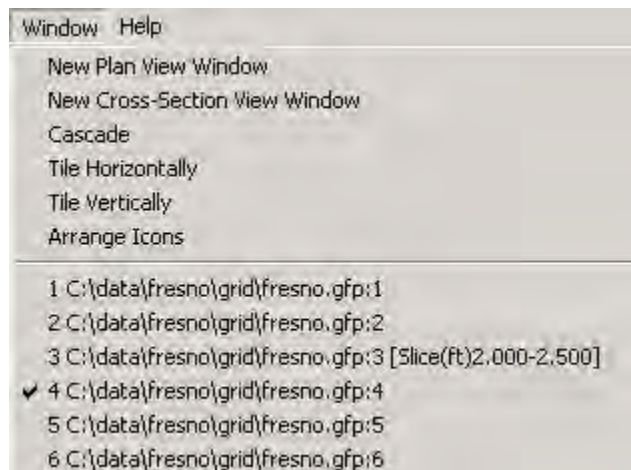 Window Help
New Plan View Window
New Cross-Section View Window
Cascade
Tile Horizontally
Tile Vertically
Arrange Icons
1 C:\data\fresno\grid\fresno.gfp:1
2 C:\data\fresno\grid\fresno.gfp:2
3 C:\data\fresno\grid\fresno.gfp:3 [Slice(ft)2.000-2.500]
✔ 4 C:\data\fresno\grid\fresno.gfp:4
5 C:\data\fresno\grid\fresno.gfp:5
6 C:\data\fresno\grid\fresno.gfp:6